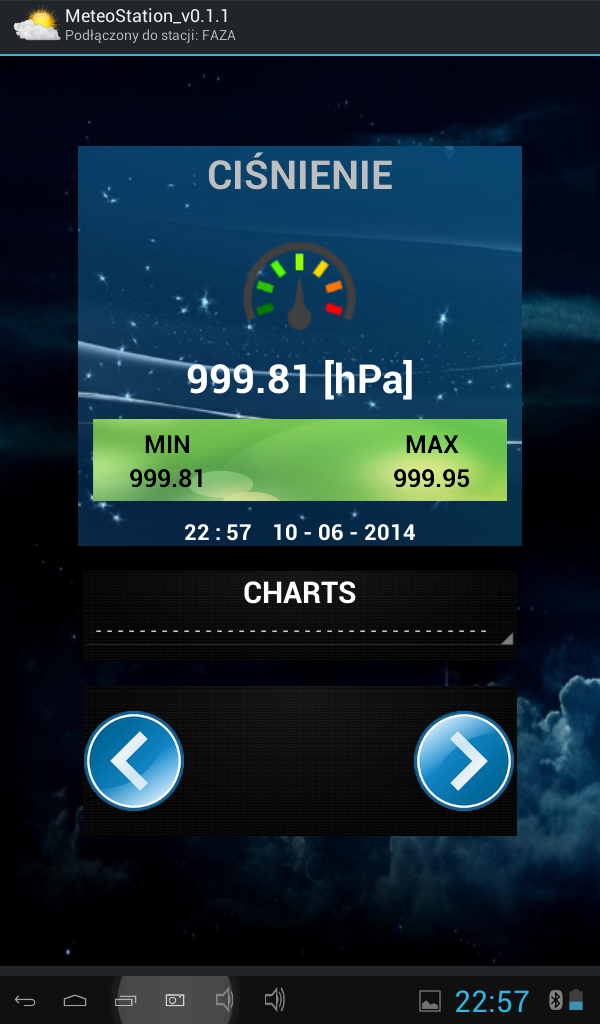 MeteoStation_v0.1.1
Podłączony do stacji: FAZA
CIŚNIENIE
999.81 [hPa]
MIN MAX
999.81 999.95
22 : 57 10 - 06 - 2014
CHARTS
---------------------------------------
22:57